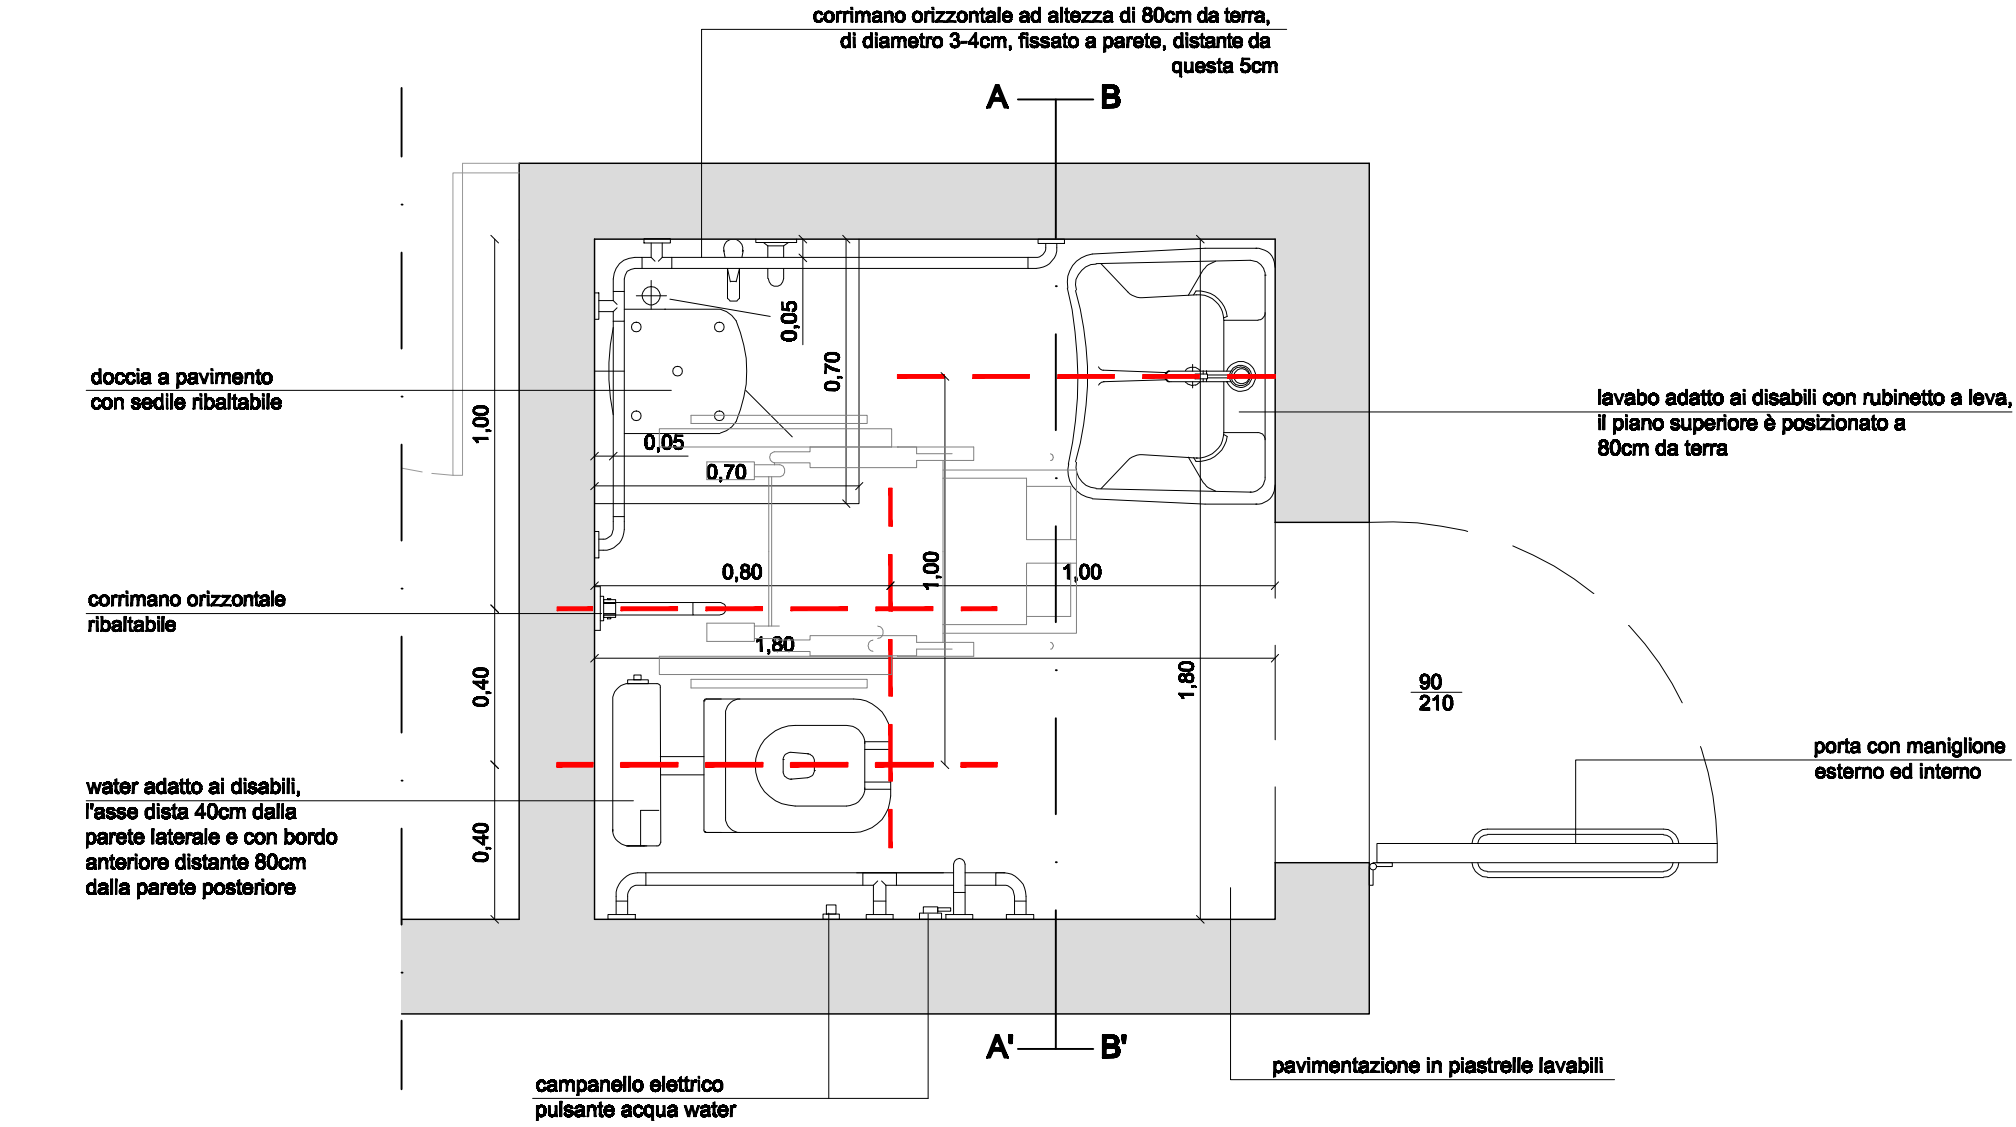 corrimano orizzontale ad altezza di 80cm da terra,
di diametro 3-4cm, fissato a parete, distante da
questa 5cm
A B
0,05
0,70
doccia a pavimento
con sedile ribaltabile
1,00
0,05
0,70
lavabo adatto ai disabili con rubinetto a leva,
il piano superiore è posizionato a
80cm da terra
0,80
1,00
1,00
corrimano orizzontale
ribaltabile
1,80
0,40
1,80
90
210
porta con maniglione
esterno ed interno
water adatto ai disabili,
l'asse dista 40cm dalla
parete laterale e con bordo
anteriore distante 80cm
dalla parete posteriore
0,40
A' B'
pavimentazione in piastrelle lavabili
campanello elettrico
pulsante acqua water